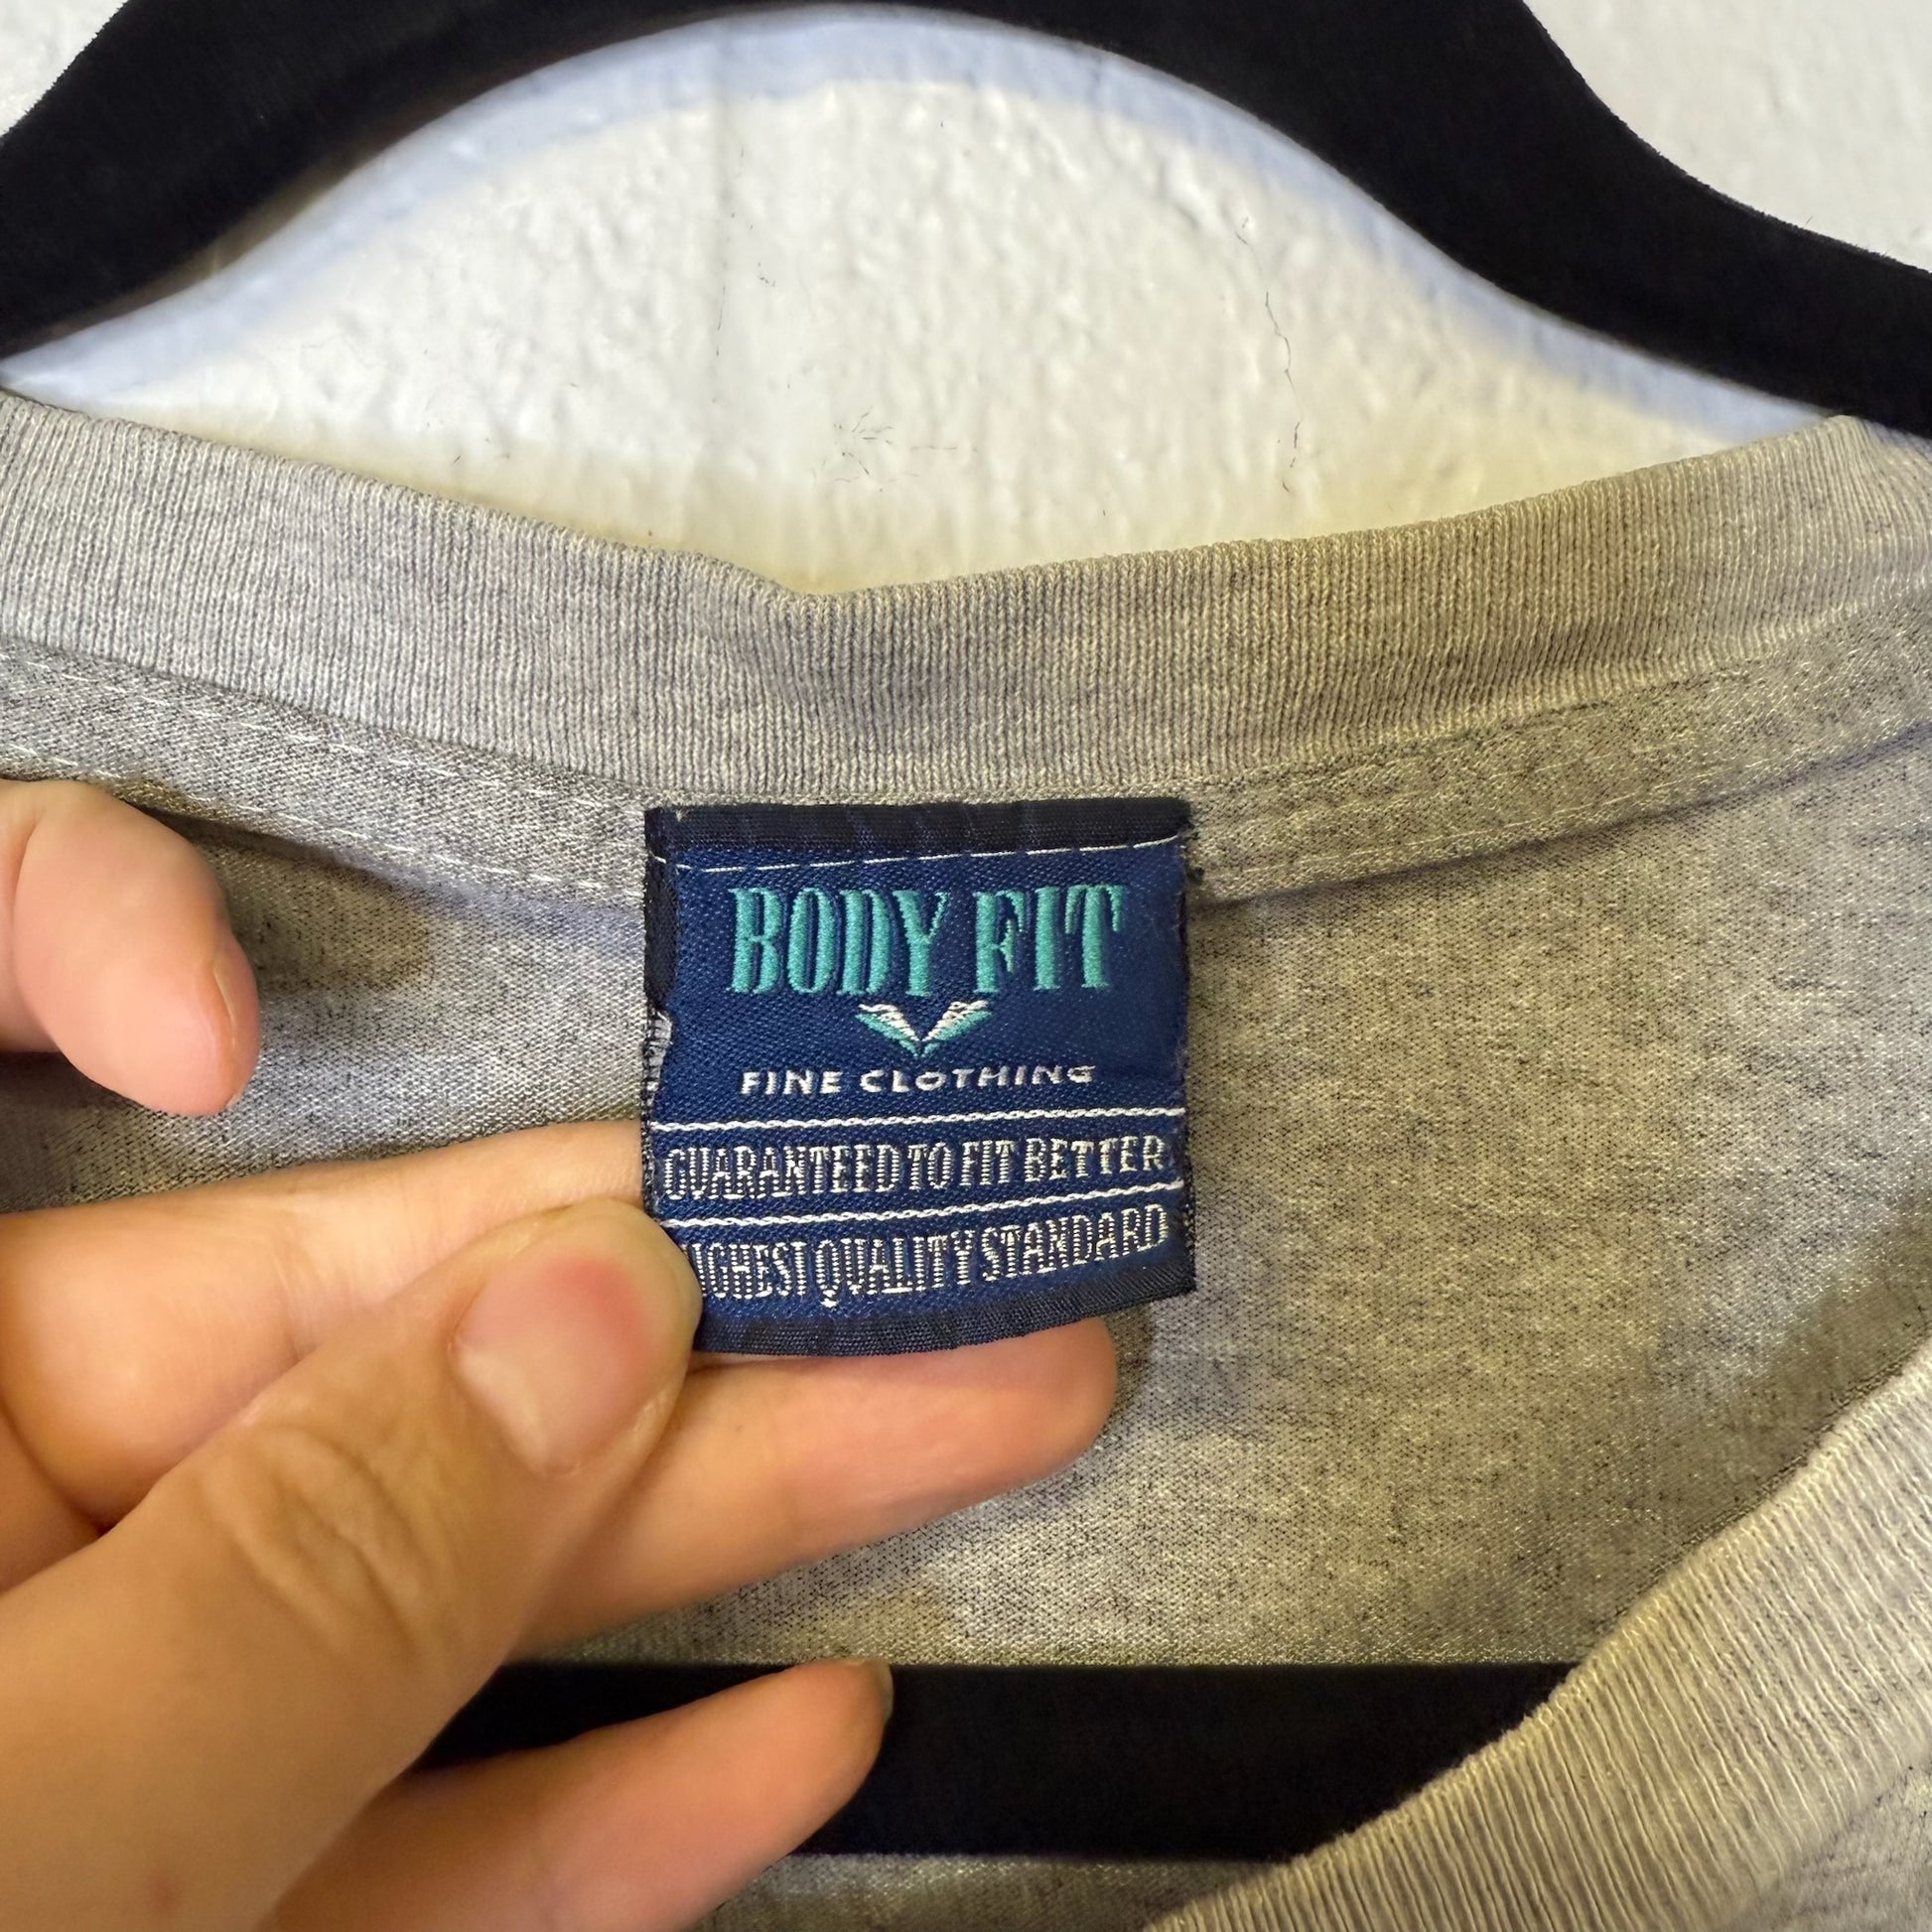 BODY FIT
FINE CLOTHING
GUARANTEED TO FIT BETTER
HIGHEST QUALITY STANDARD